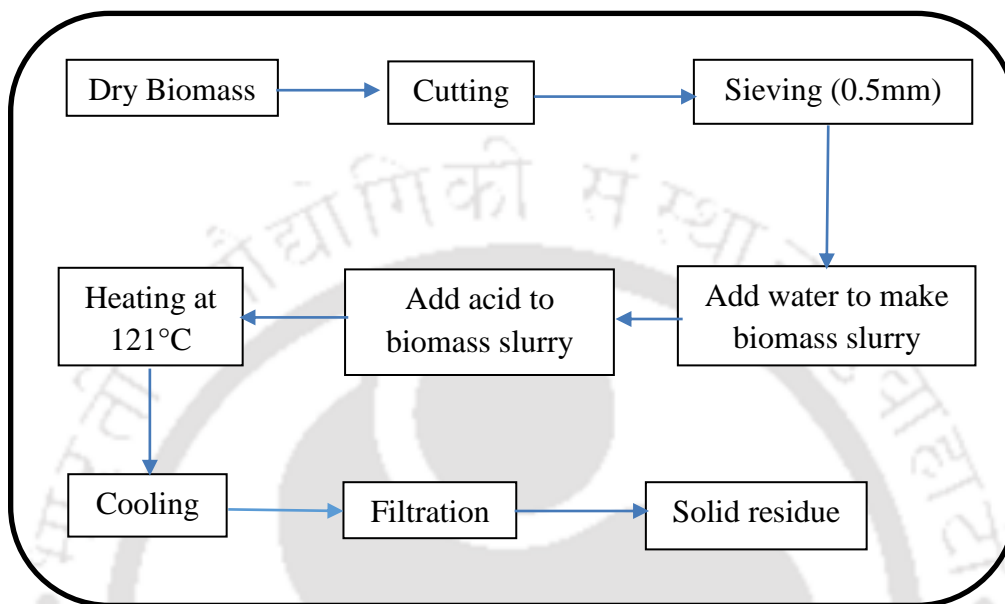 Dry Biomass
Cutting
Sieving (0.5mm)
Add water to make
biomass slurry
Add acid to
biomass slurry
Heating at
121°C
Cooling
Filtration
Solid residue